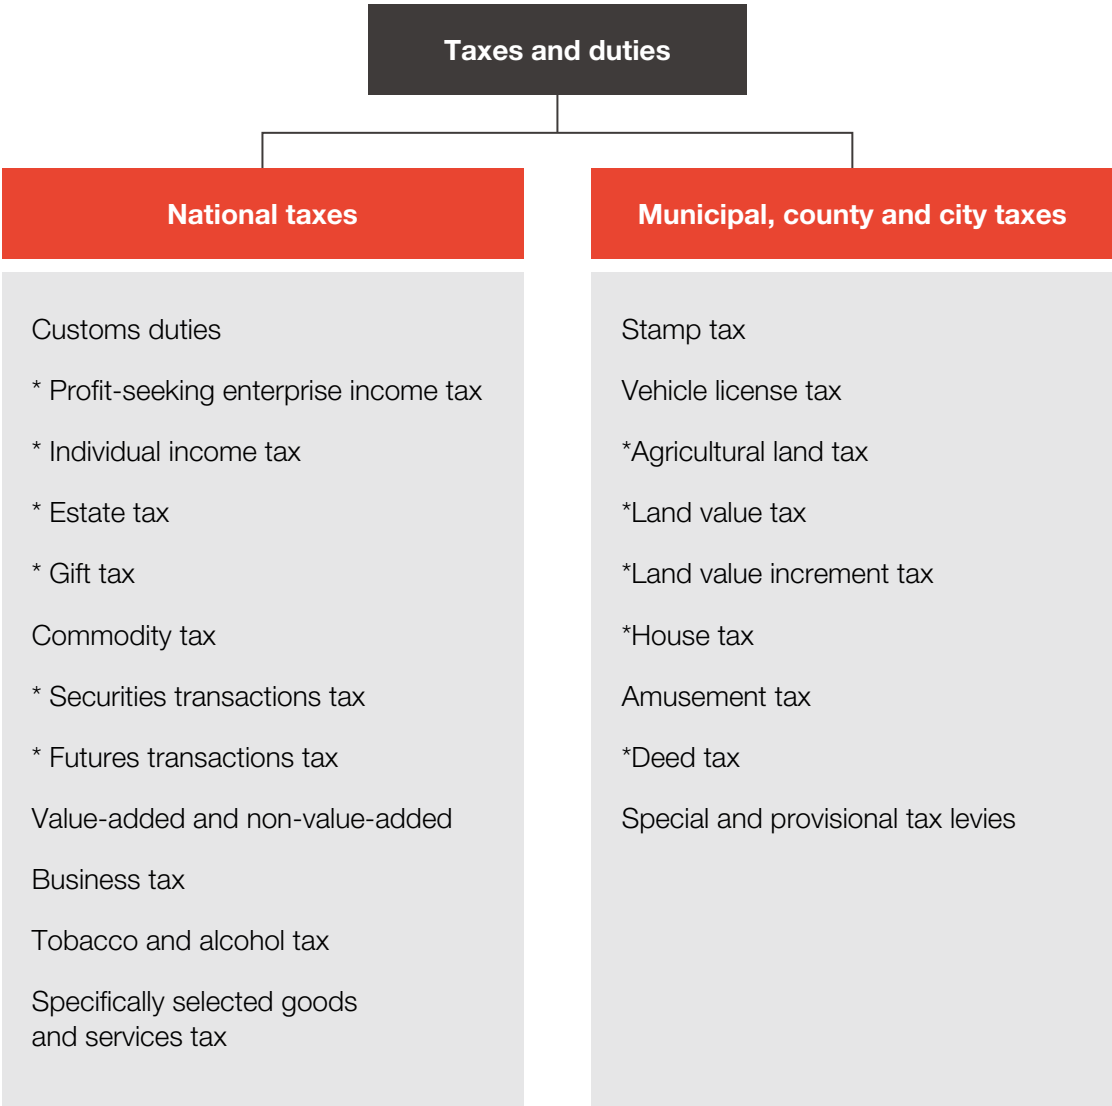 Taxes and duties
National taxes
Customs duties
* Profit-seeking enterprise income tax
* Individual income tax
* Estate tax
* Gift tax
Commodity tax
* Securities transactions tax
* Futures transactions tax
Value-added and non-value-added
Business tax
Tobacco and alcohol tax
Specifically selected goods
and services tax
Municipal, county and city taxes
Stamp tax
Vehicle license tax
*Agricultural land tax
*Land value tax
*Land value increment tax
*House tax
Amusement tax
*Deed tax
Special and provisional tax levies